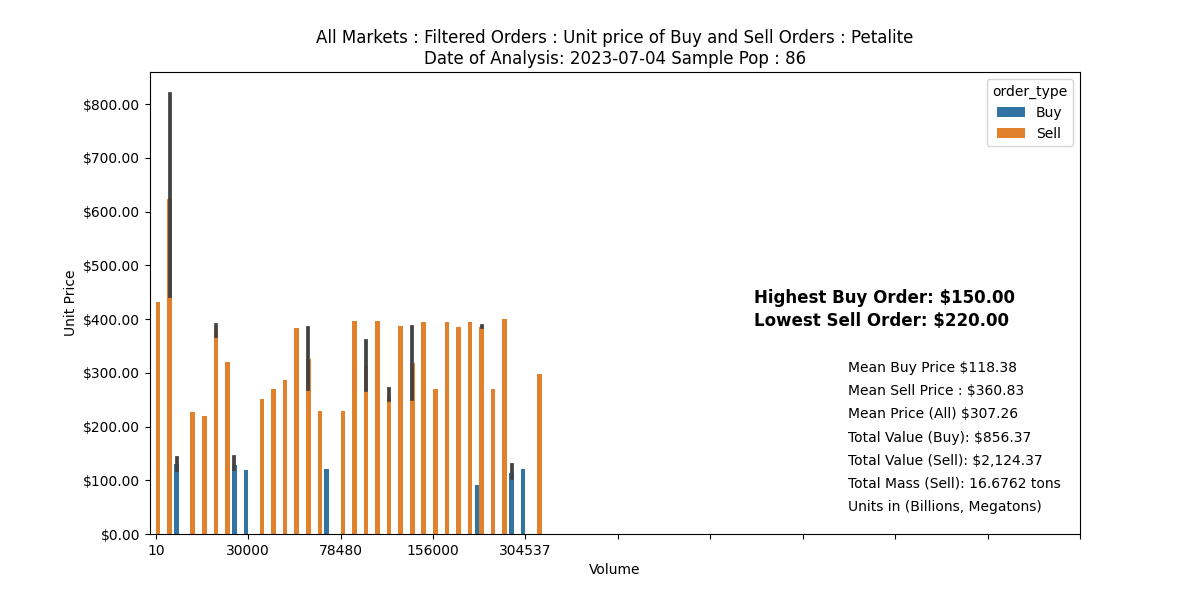 All Markets : Filtered Orders : Unit price of Buy and Sell Orders : Petalite
Date of Analysis: 2023-07-04 Sample Pop : 86
order_type
Buy
Sell
Unit Price
$800.00
$700.00
$600.00
$500.00
$400.00
$300.00
$200.00
$100.00
$0.00
Highest Buy Order: $150.00
Lowest Sell Order: $220.00
Mean Buy Price $118.38
Mean Sell Price : $360.83
Mean Price (All) $307.26
Total Value (Buy): $856.37
Total Value (Sell): $2,124.37
Total Mass (Sell): 16.6762 tons
Units in (Billions, Megatons)
10 30000 78480 156000 304537
Volume